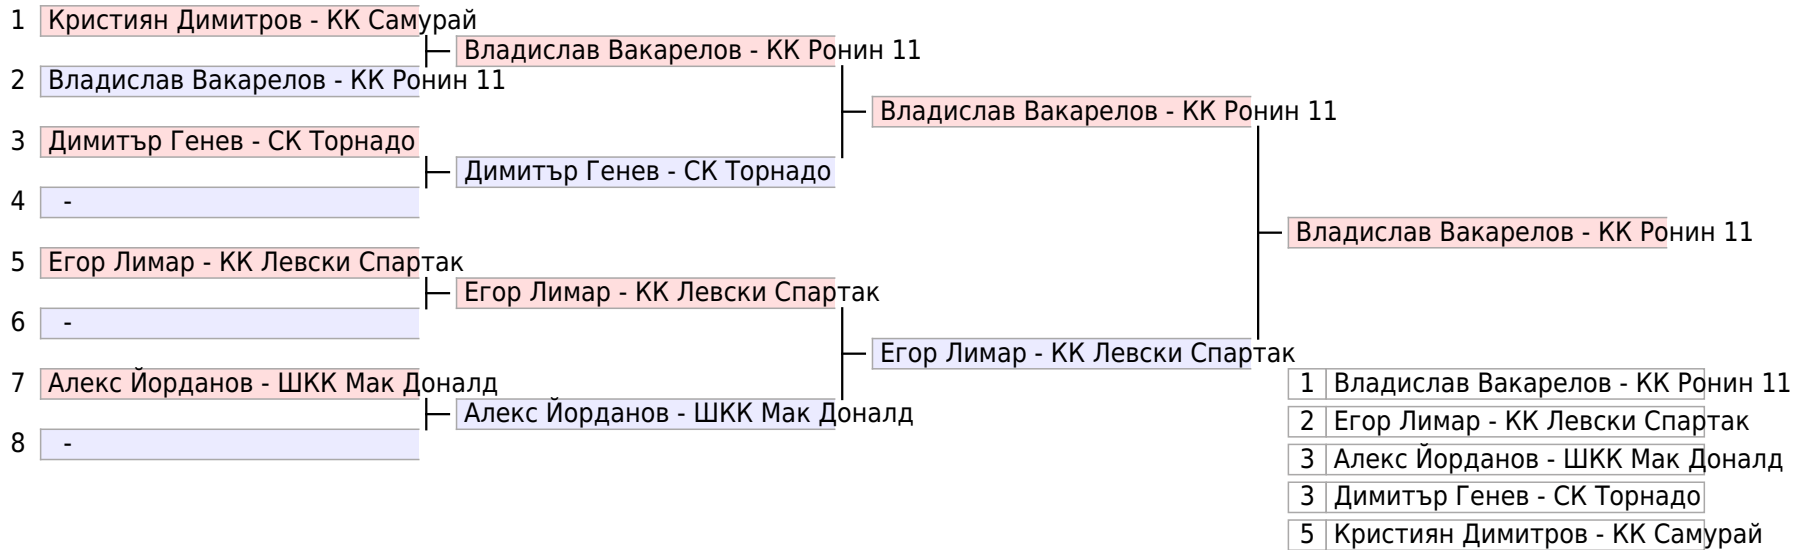 1 Кристиян Димитров - КК Самурай
2 Владислав Вакарелов - КК Ронин 11
3 Димитър Генев - СК Торнадо
4 -
5 Егор Лимар - КК Левски Спартак
6 -
7 Алекс Йорданов - ШКК Мак Доналд
8 -
Владислав Вакарелов - КК Ронин 11
Димитър Генев - СК Торнадо
Егор Лимар - КК Левски Спартак
Алекс Йорданов - ШКК Мак Доналд
Владислав Вакарелов - КК Ронин 11
Егор Лимар - КК Левски Спартак
Владислав Вакарелов - КК Ронин 11
1 Владислав Вакарелов - КК Ронин 11
2 Егор Лимар - КК Левски Спартак
3 Алекс Йорданов - ШКК Мак Доналд
3 Димитър Генев - СК Торнадо
5 Кристиян Димитров - КК Самурай